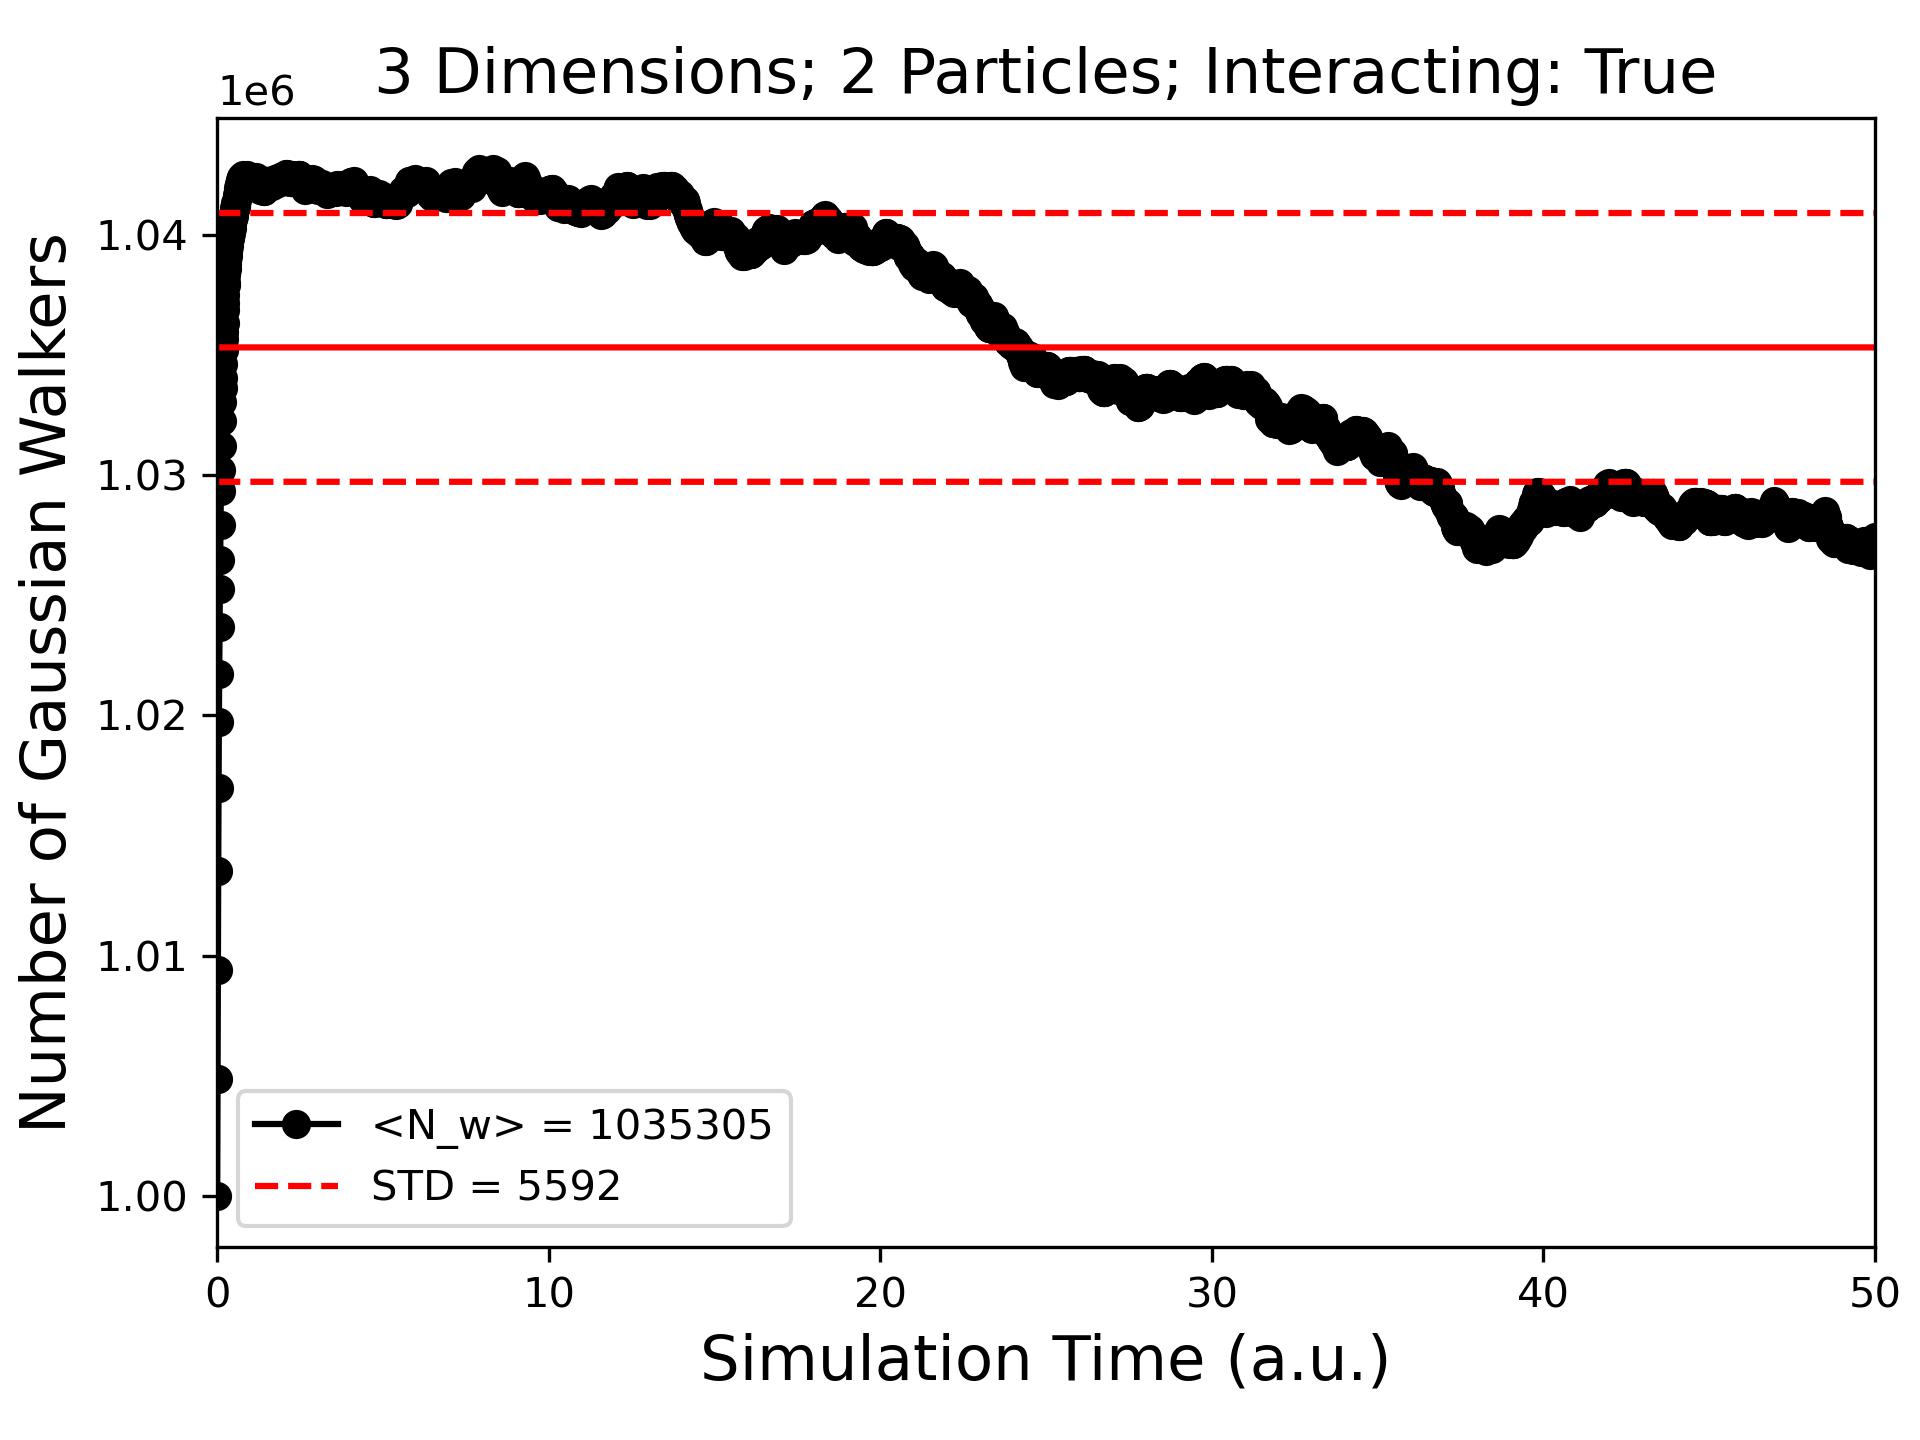 3 Dimensions; 2 Particles; Interacting: True
1e6
Number of Gaussian Walkers
1.04
1.03
1.02
1.01
1.00
<N_w> = 1035305
STD = 5592
0 10 20 30 40 50
Simulation Time (a.u.)